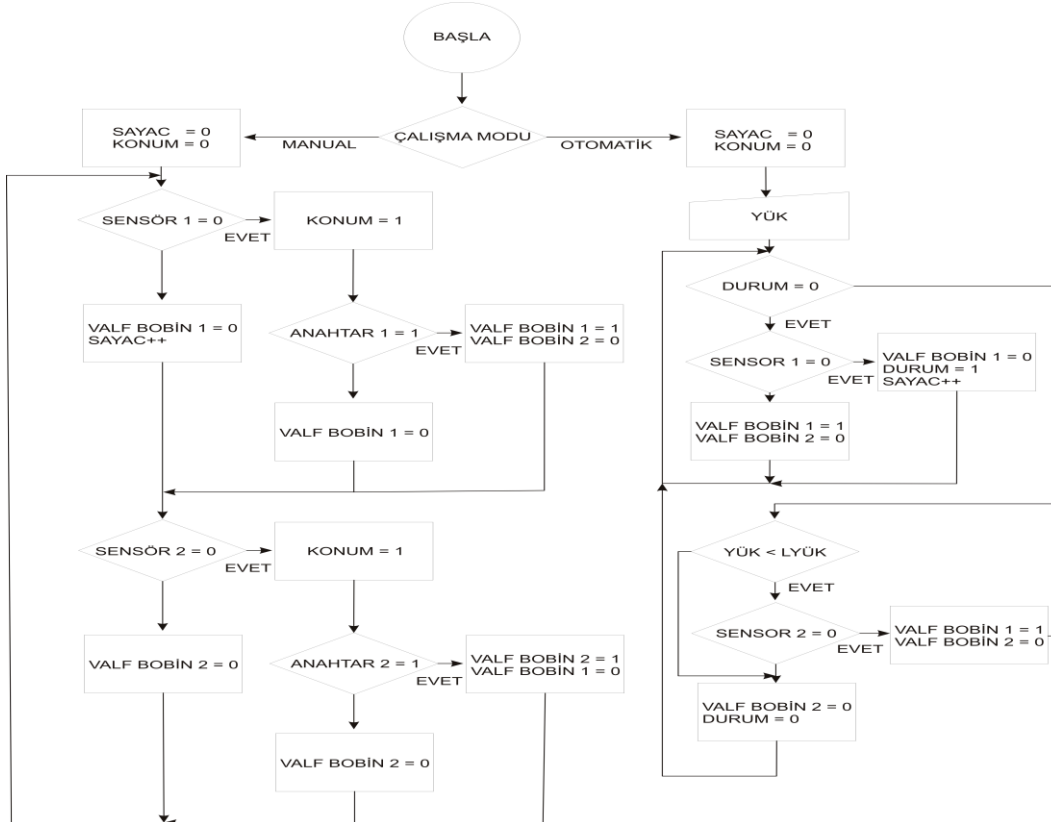 BAŞLA
ÇALIŞMA MODU
MANUAL
OTOMATİK
SAYAC = 0
KONUM = 0
SENSÖR 1 = 0
EVET
KONUM = 1
VALF BOBİN 1 = 0
SAYAC++
ANAHTAR 1 = 1
EVET
VALF BOBİN 1 = 1
VALF BOBİN 2 = 0
VALF BOBİN 1 = 0
SENSÖR 2 = 0
EVET
KONUM = 1
VALF BOBİN 2 = 0
ANAHTAR 2 = 1
EVET
VALF BOBİN 2 = 1
VALF BOBİN 1 = 0
VALF BOBİN 2 = 0
SAYAC = 0
KONUM = 0
YÜK
DURUM = 0
EVET
SENSOR 1 = 0
EVET
VALF BOBİN 1 = 0
DURUM = 1
SAYAC++
VALF BOBİN 1 = 1
VALF BOBİN 2 = 0
YÜK < LYÜK
EVET
SENSOR 2 = 0
EVET
VALF BOBİN 1 = 1
VALF BOBİN 2 = 0
VALF BOBİN 2 = 0
DURUM = 0